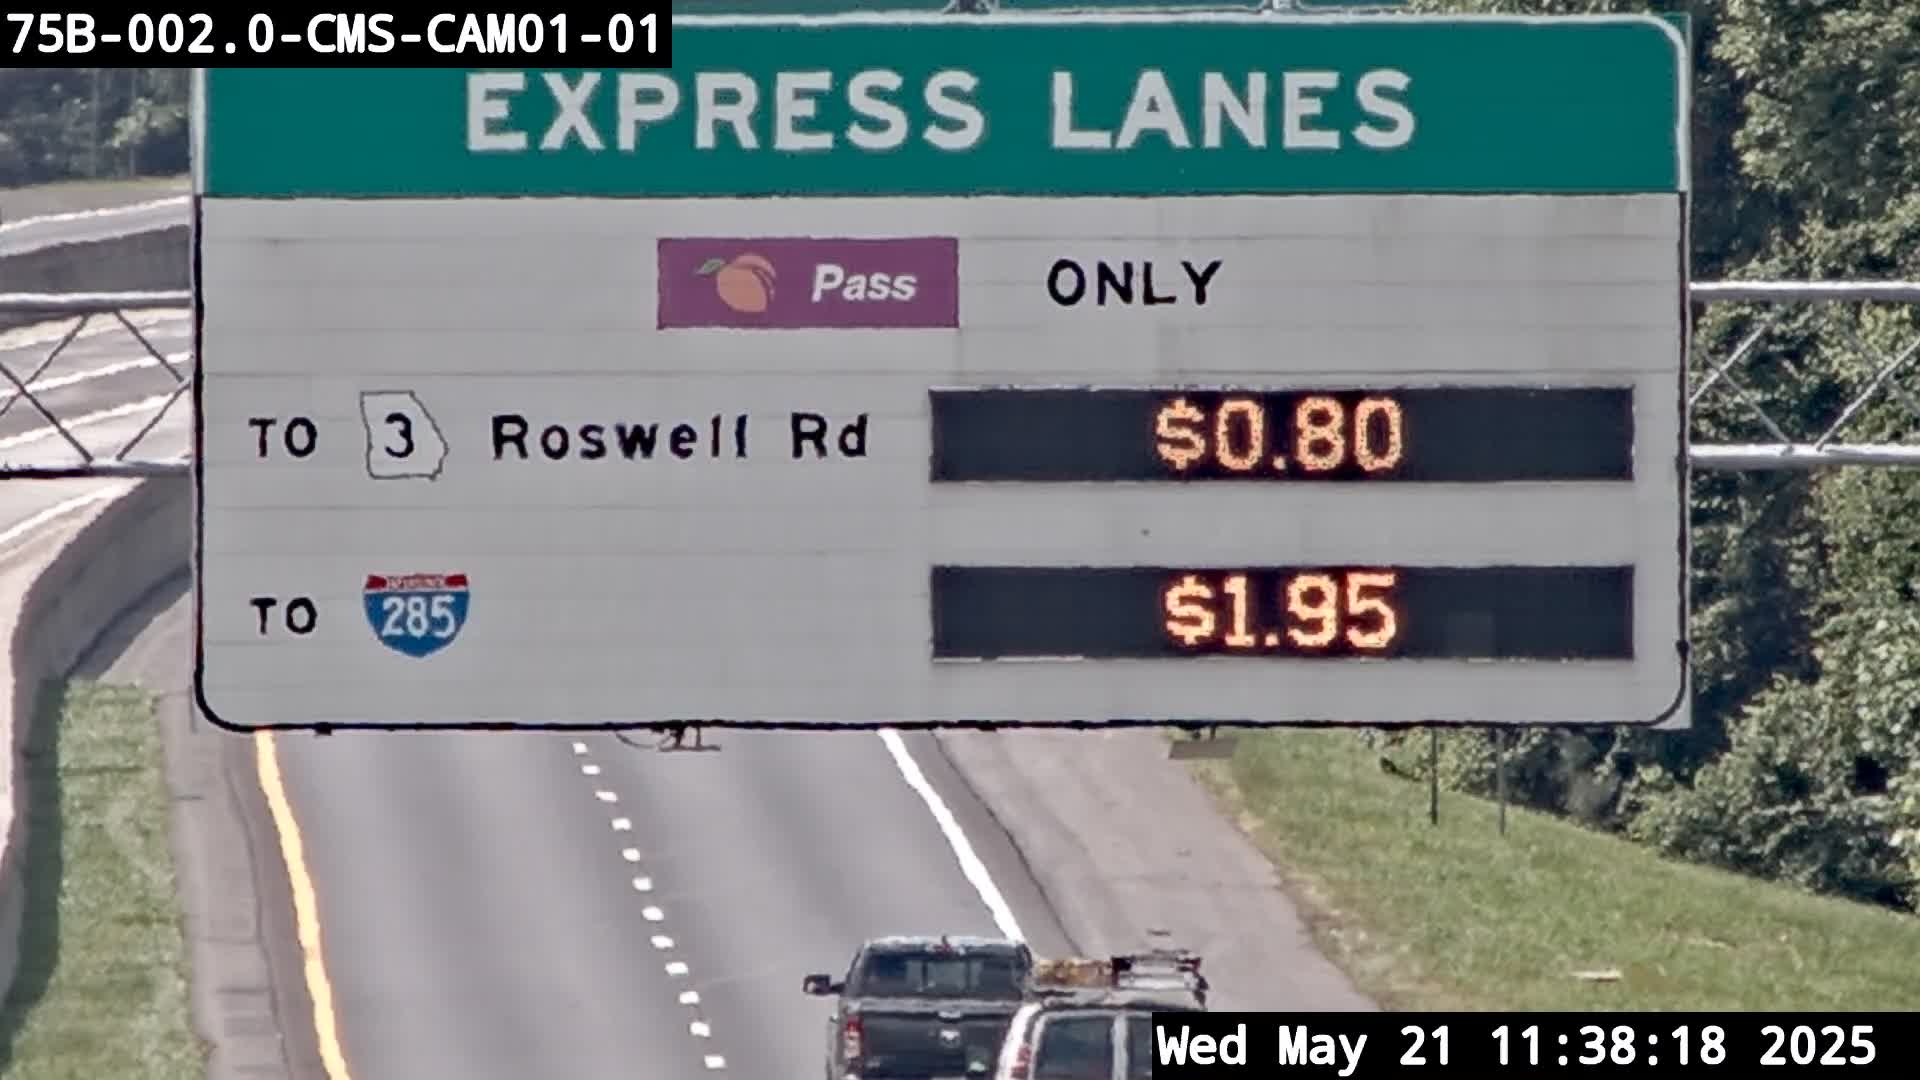 75B-002.0-CMS-CAM01-01
EXPRESS LANES
Pass ONLY
TO 3 Roswell Rd $0.80
TO INTERSTATE 285 $1.95
Wed May 21 11:38:18 2025